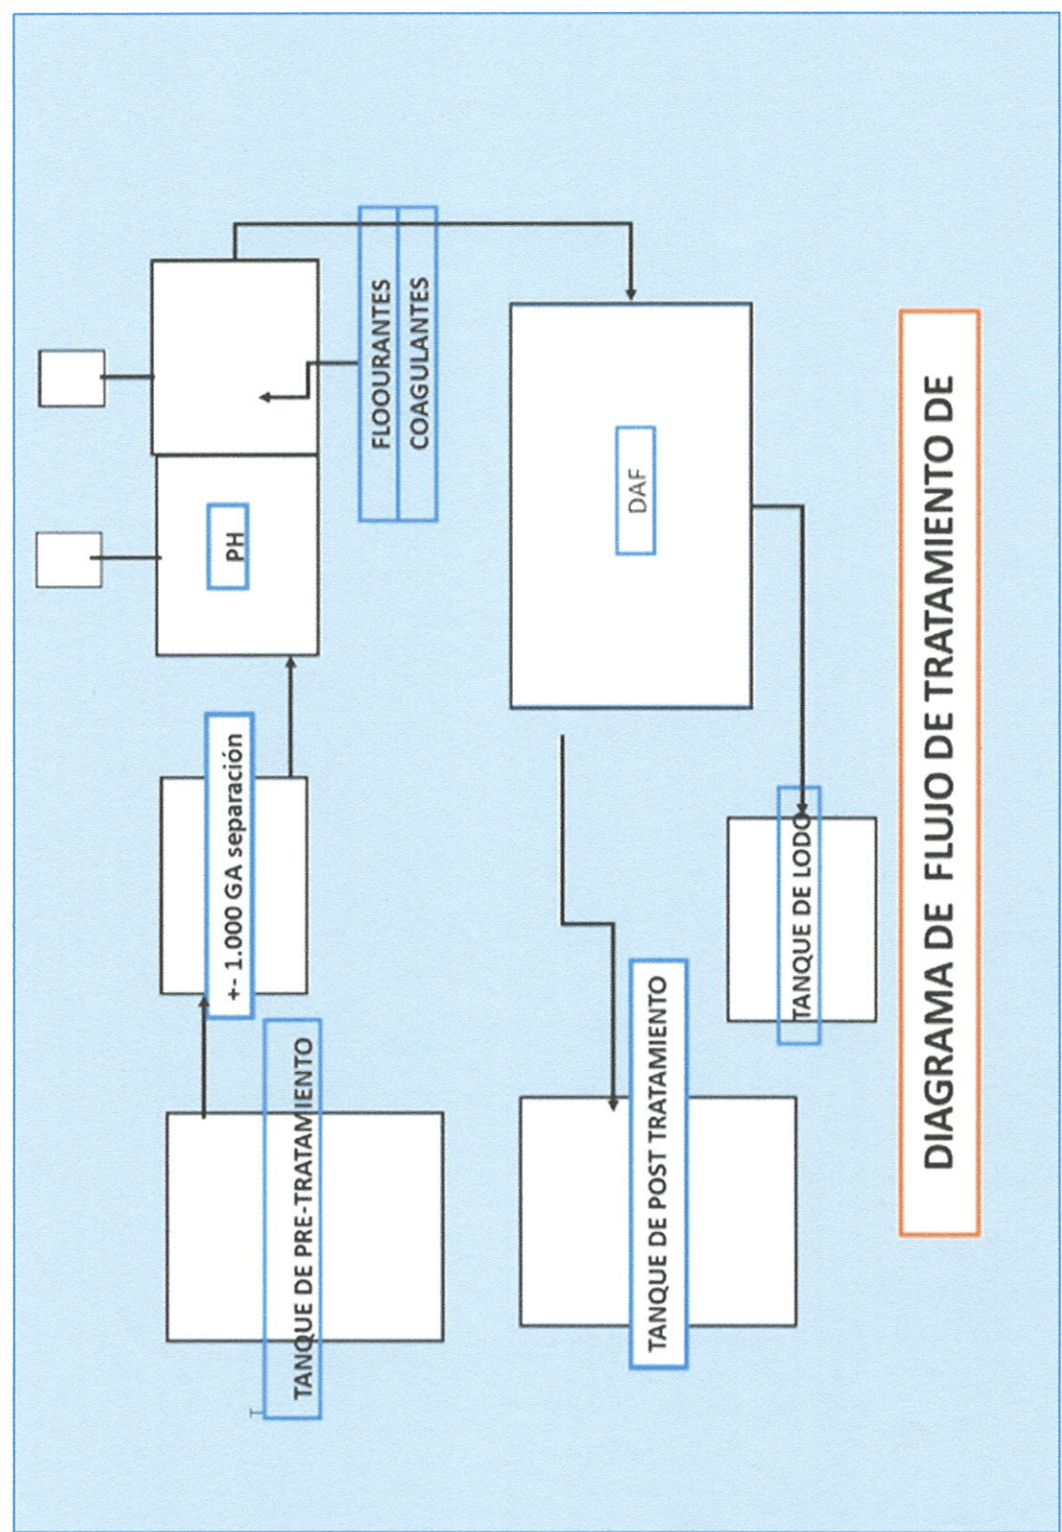 TANQUE DE PRE-TRATAMIENTO
+- 1.000 GA separación
PH
FLOOURANTES
COAGULANTES
TANQUE DE POST TRATAMIENTO
DAF
TANQUE DE LODO
DIAGRAMA DE FLUJO DE TRATAMIENTO DE